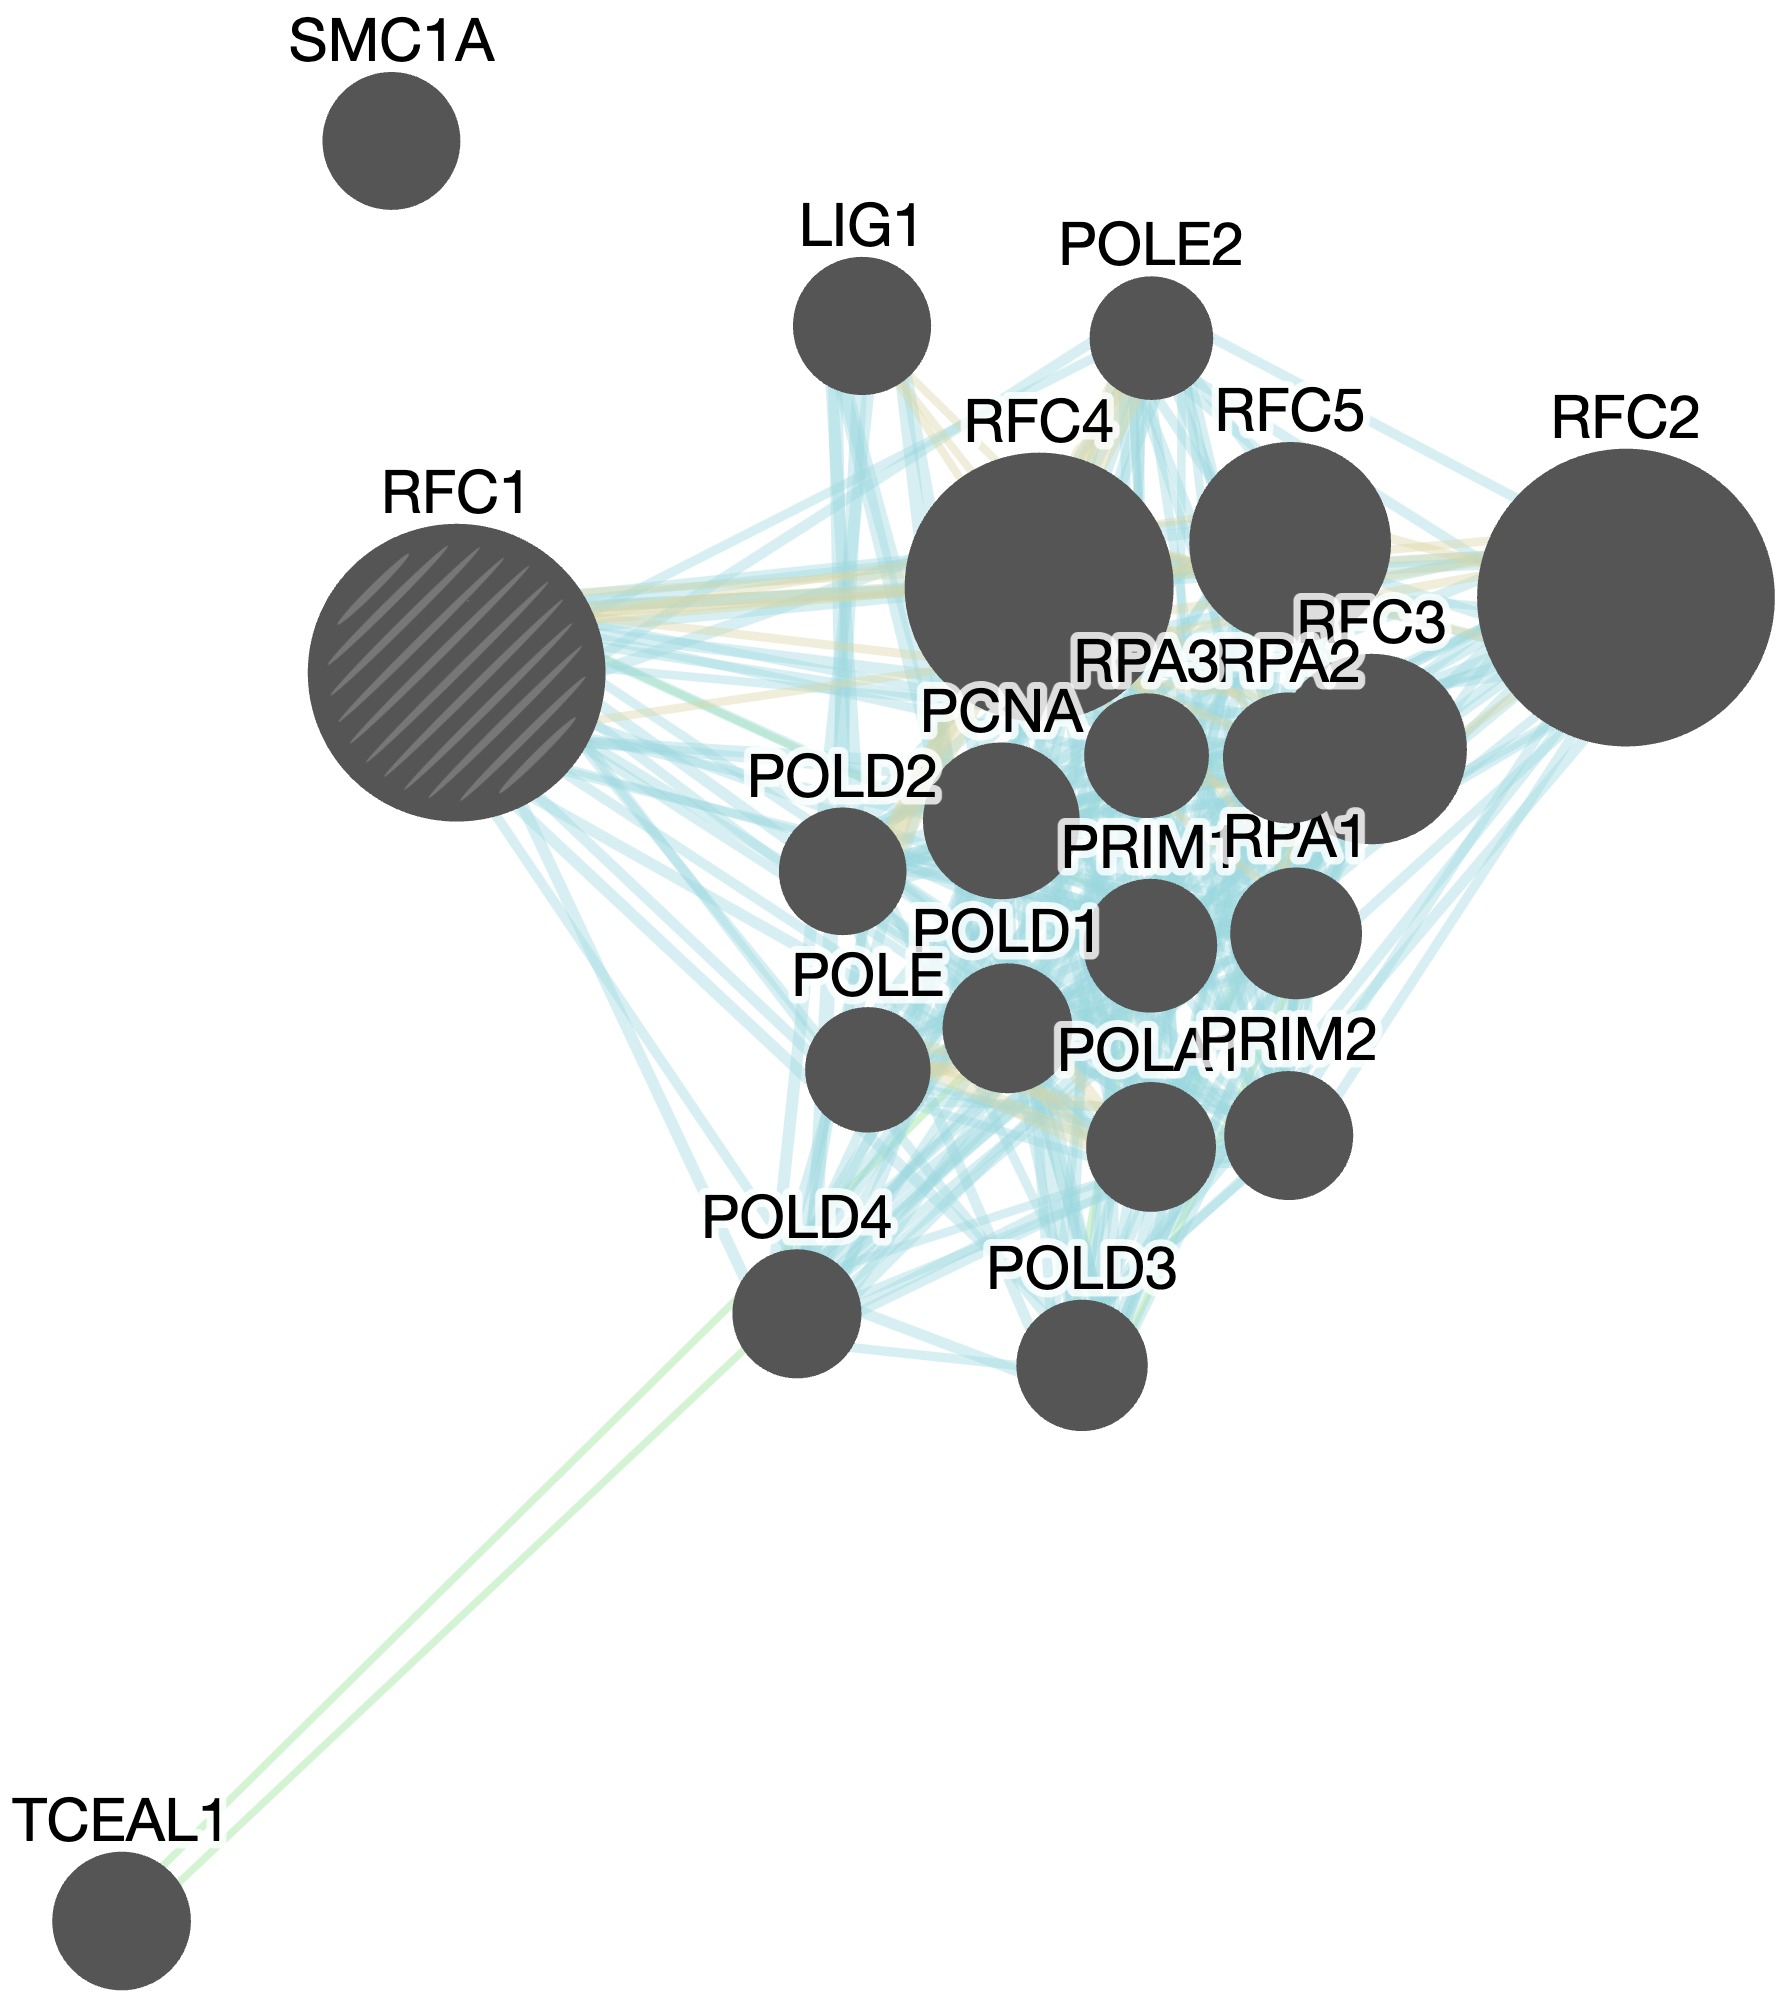 SMC1A
LIG1
POLE2
RFC4
RFC5
RFC2
RFC1
RFC3
RPA3
RPA2
PCNA
POLD2
PRIM1
RPA1
POLD1
POLE
POLA1
PRIM2
POLD4
POLD3
TCEAL1